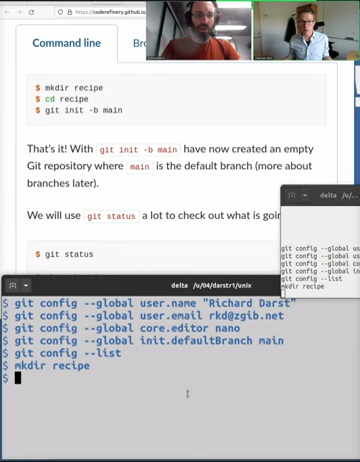 https://coderefinery.github.io
Command line
$ mkdir recipe
$ cd recipe
$ git init -b main
That's it! With git init -b main have now created an empty
Git repository where main is the default branch (more about
branches later).
We will use git status a lot to check out what is goin
$ git status
delta /u/...
git config --global us
git config --global us
git config --global co
git config --global in
git config --list
mkdir recipe
delta /u/04/darstr1/unix
$ git config --global user.name "Richard Darst"
$ git config --global user.email rkd@zgib.net
$ git config --global core.editor nano
$ git config --global init.defaultBranch main
$ git config --list
$ mkdir recipe
$